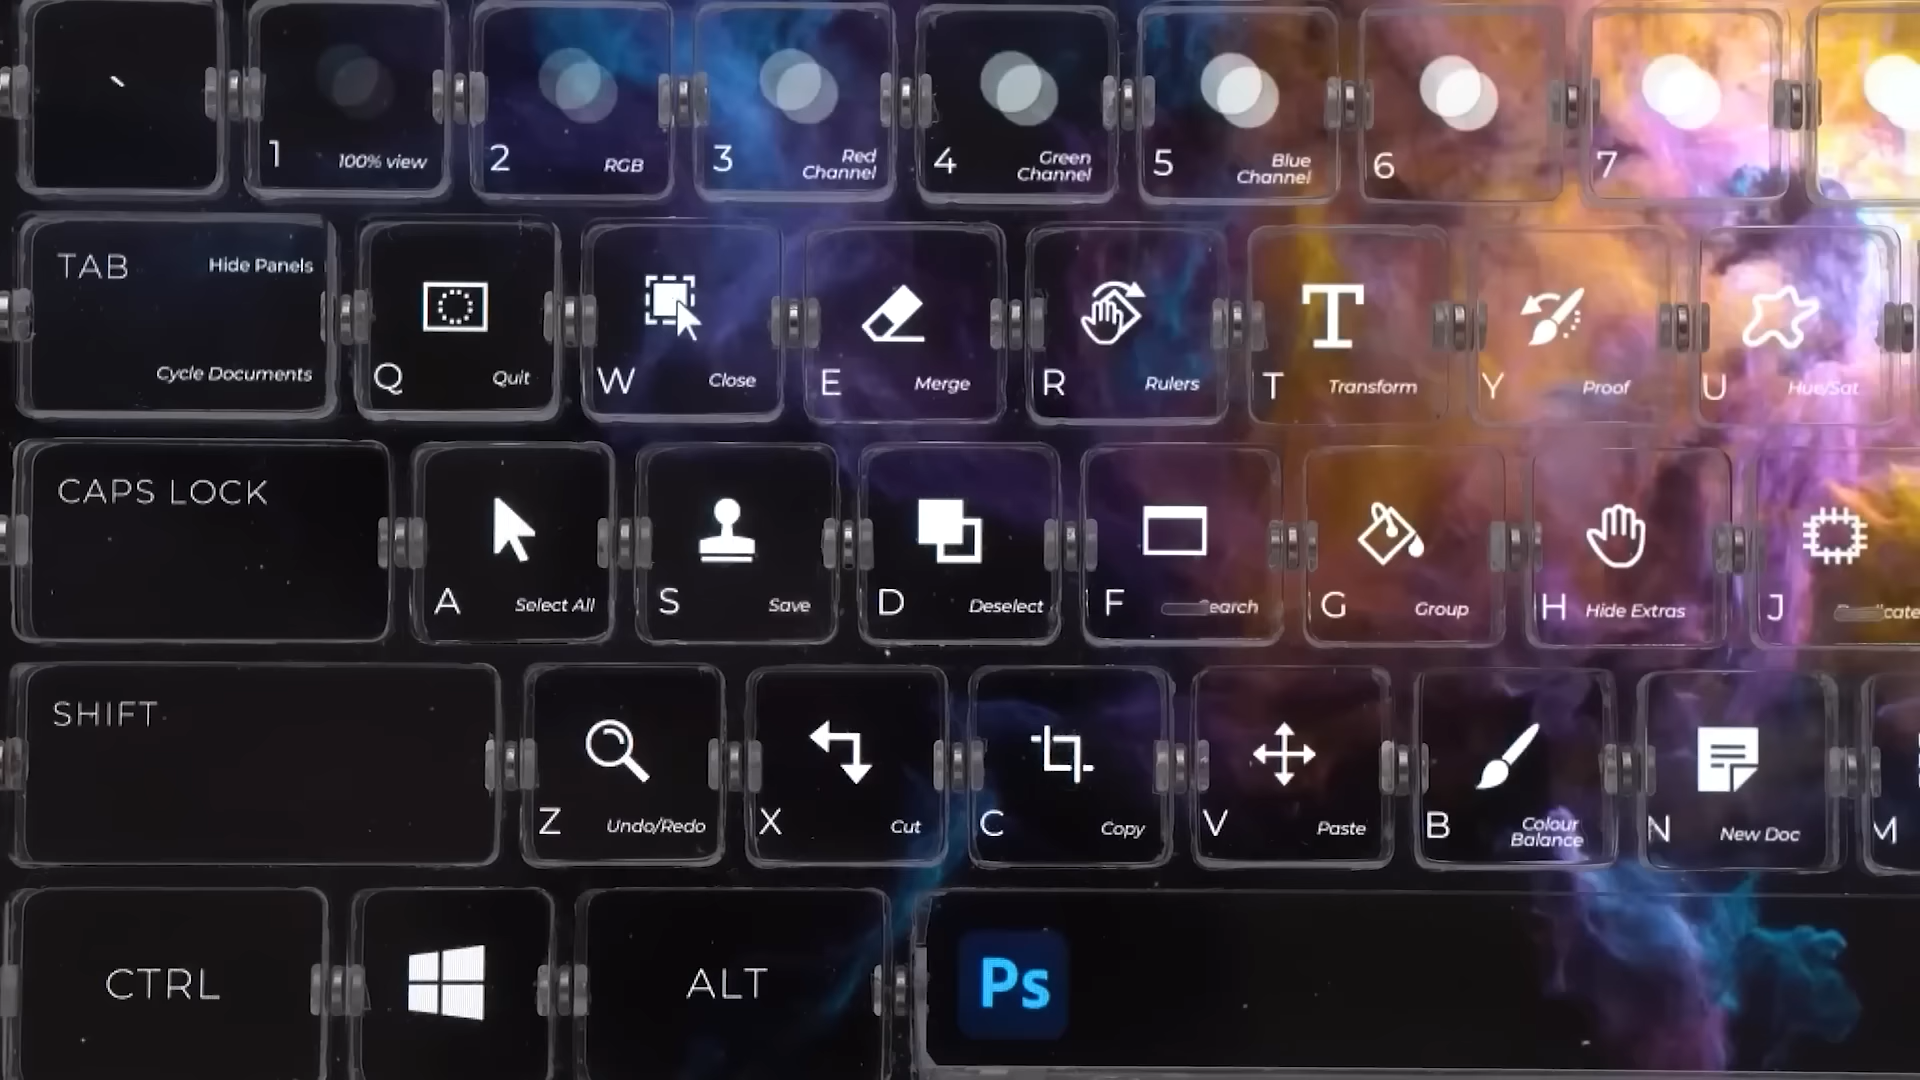 `
1 100% view
2 RGB
3 Red
Channel
4 Green
Channel
5 Blue
Channel
6
7
TAB Hide Panels
Cycle Documents
Q Quit
W Close
E Merge
R Rulers
T Transform
Y Proof
U Hue/Sat
CAPS LOCK
A Select All
S Save
D Deselect
F
G Group
H Hide Extras
J
SHIFT
Z Undo/Redo
X Cut
C Copy
V Paste
B Colour
Balance
N New Doc
M
CTRL
ALT
Ps